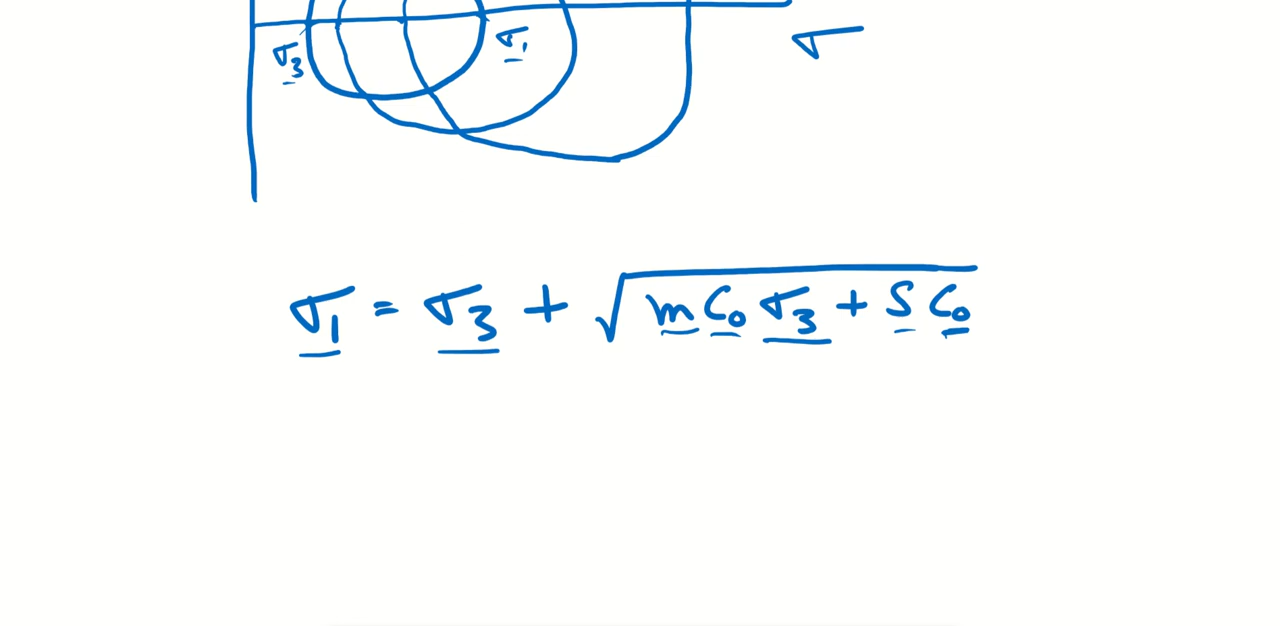 σ₃ σ₁ σ
σ₁ = σ₃ + √(m C₀ σ₃ + S C₀)